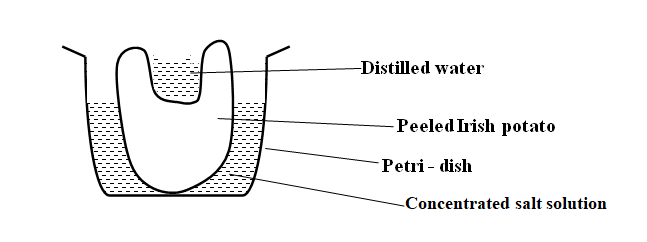 Distilled water
Peeled Irish potato
Petri - dish
Concentrated salt solution